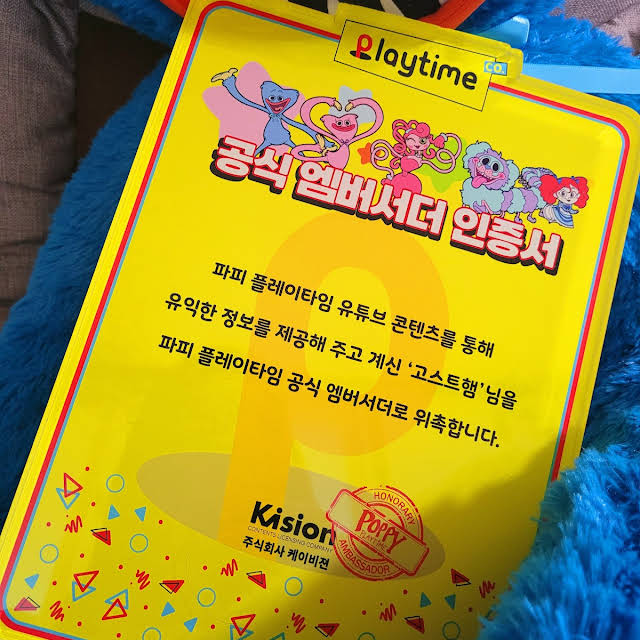 Playtime CO.
공식 엠버서더 인증서
파피 플레이타임 유튜브 콘텐츠를 통해
유익한 정보를 제공해 주고 계신 ‘고스트햄’님을
파피 플레이타임 공식 엠버서더로 위촉합니다.
Kision
CONTENTS LICENSING COMPANY
주식회사 케이비젼
HONORARY
POPPY
PLAYTIME
AMBASSADOR